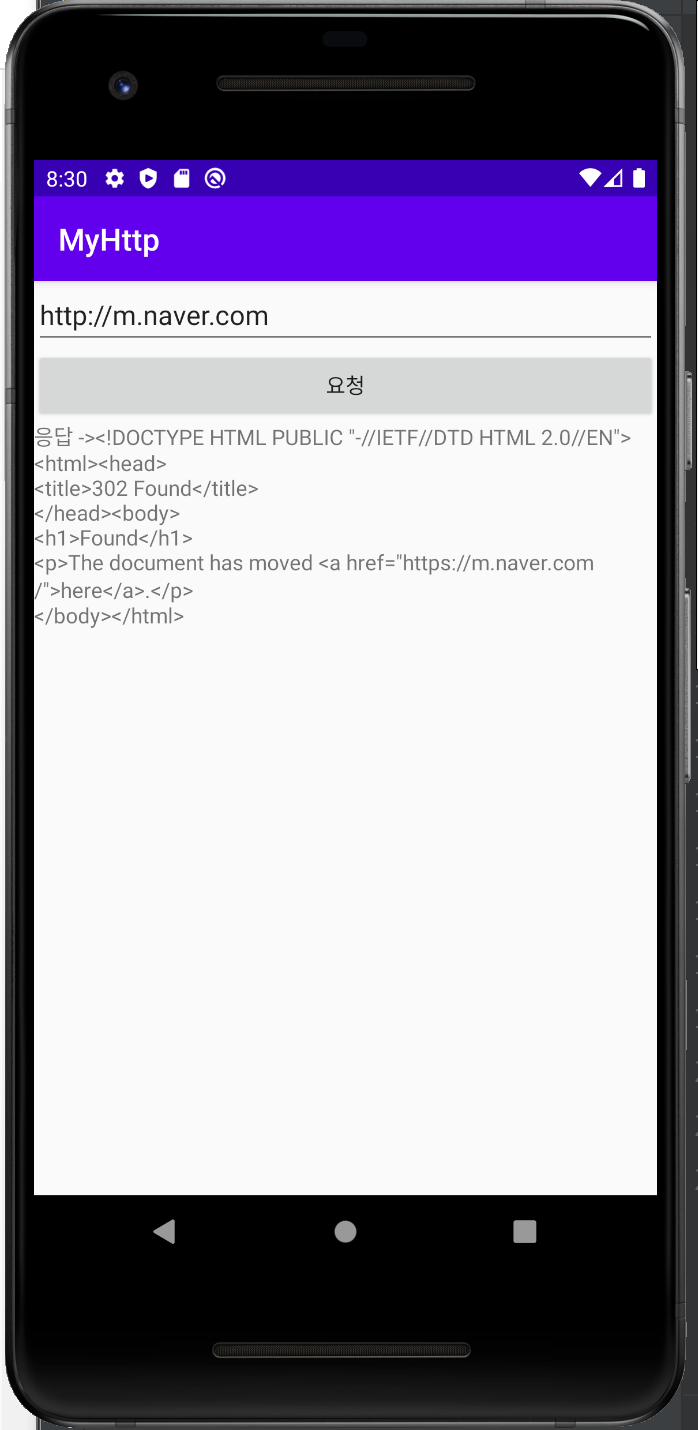 8:30
MyHttp
http://m.naver.com
요청
응답 -><!DOCTYPE HTML PUBLIC "-//IETF//DTD HTML 2.0//EN">
<html><head>
<title>302 Found</title>
</head><body>
<h1>Found</h1>
<p>The document has moved <a href="https://m.naver.com
/">here</a>.</p>
</body></html>